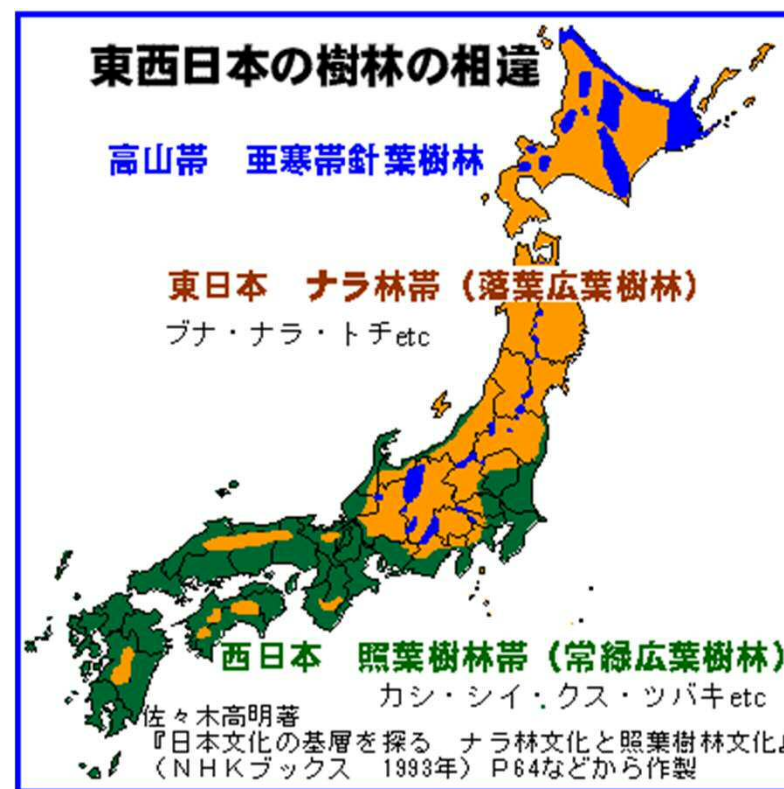 東西日本の樹林の相違
高山帯　亜寒帯針葉樹林
東日本　ナラ林帯（落葉広葉樹林）
ブナ・ナラ・トチetc
西日本　照葉樹林帯（常緑広葉樹林）
カシ・シイ・クス・ツバキetc
佐々木高明著
『日本文化の基層を探る　ナラ林文化と照葉樹林文化』
（ＮＨＫブックス　1993年）P64などから作製